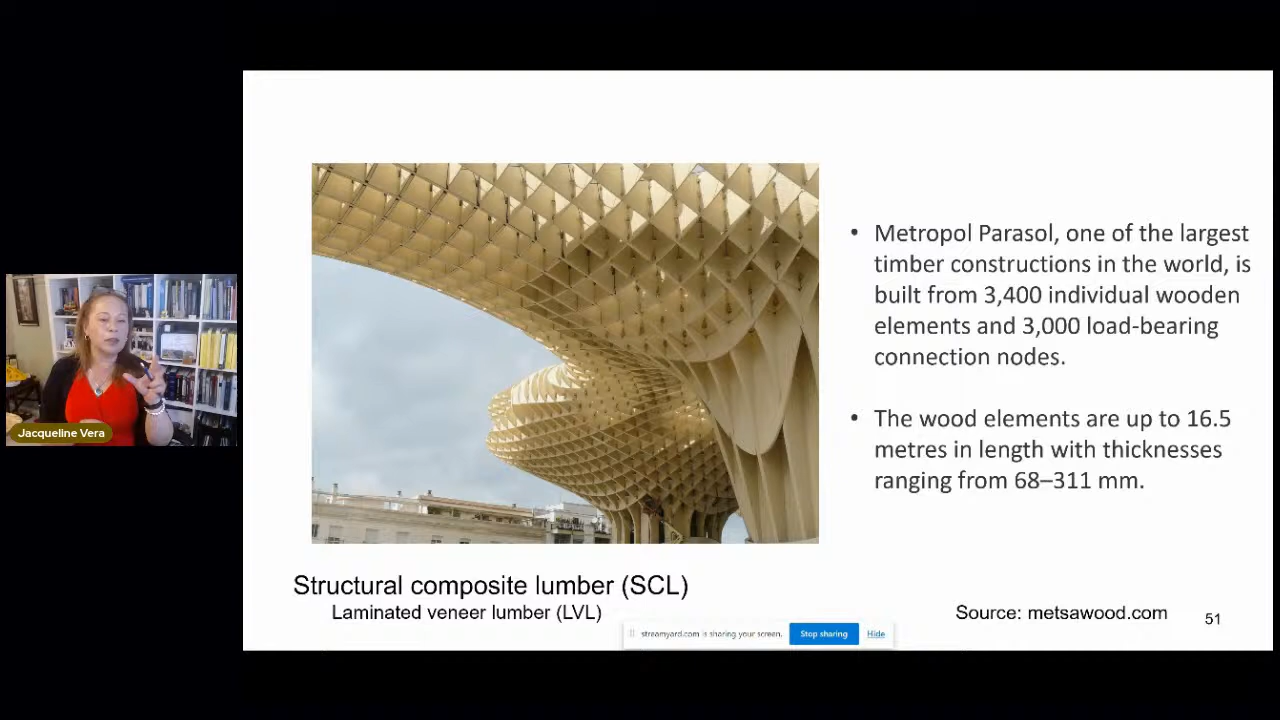 • Metropol Parasol, one of the largest
timber constructions in the world, is
built from 3,400 individual wooden
elements and 3,000 load-bearing
connection nodes.
• The wood elements are up to 16.5
metres in length with thicknesses
ranging from 68–311 mm.
Jacqueline Vera
Structural composite lumber (SCL)
Laminated veneer lumber (LVL)
Source: metsawood.com
51
streamyard.com is sharing your screen.
Stop sharing
Hide